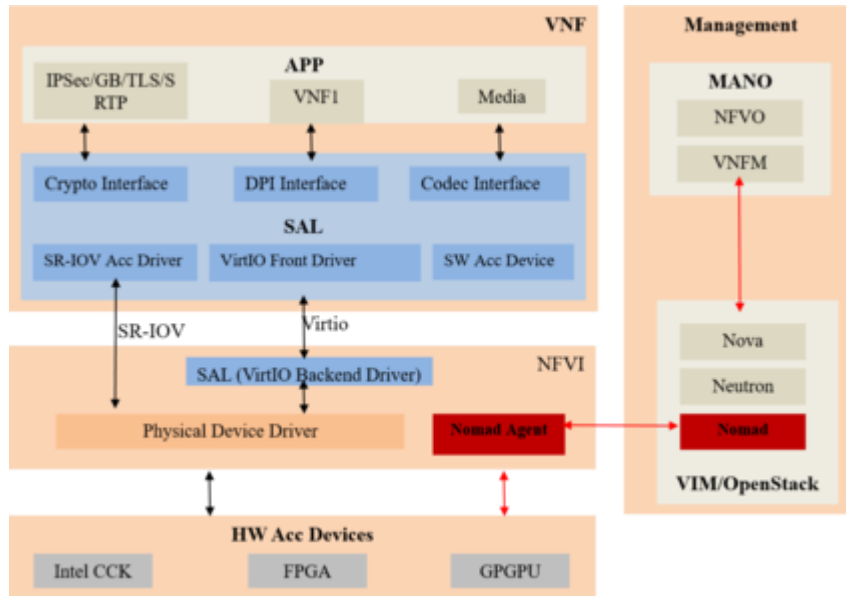 VNF
APP
IPSec/GB/TLS/S
RTP
VNF1
Media
Crypto Interface
DPI Interface
Codec Interface
SAL
SR-IOV Acc Driver
VirtIO Front Driver
SW Acc Device
SR-IOV
Virtio
NFVI
SAL (VirtIO Backend Driver)
Physical Device Driver
Nomad Agent
HW Acc Devices
Intel CCK
FPGA
GPGPU
Management
MANO
NFVO
VNFM
Nova
Neutron
Nomad
VIM/OpenStack